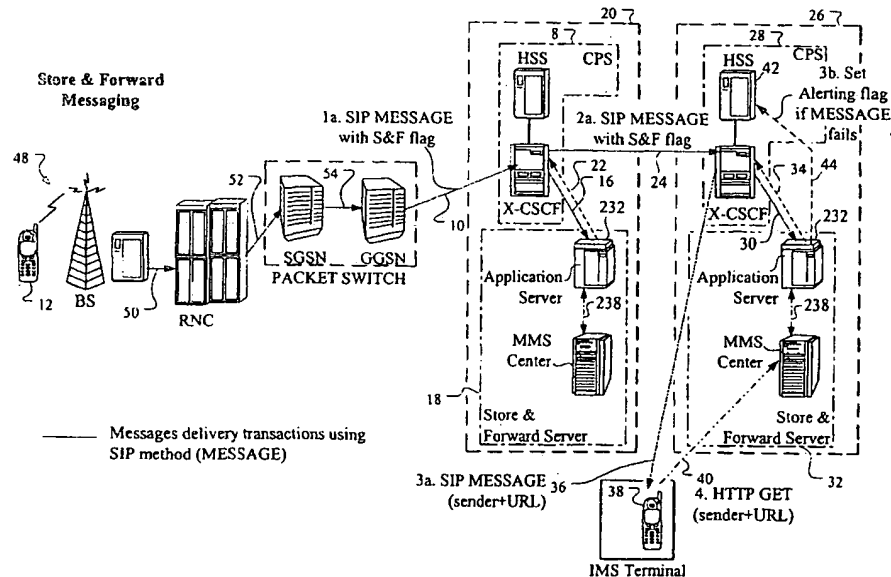 Store & Forward
Messaging
48
12
BS
50
RNC
52
54
SGSN
GGSN
PACKET SWITCH
1a. SIP MESSAGE
with S&F flag
10
20
8
HSS
CPS
X-CSCF
22
16
232
Application
Server
238
MMS
Center
18
Store &
Forward Server
2a. SIP MESSAGE
with S&F flag
24
26
28
HSS
CPS
42
3b. Set
Alerting flag
if MESSAGE
fails
X-CSCF
34
30
44
232
Application
Server
238
MMS
Center
Store &
Forward Server
32
Messages delivery transactions using
SIP method (MESSAGE)
3a. SIP MESSAGE
(sender+URL)
36
38
40
4. HTTP GET
(sender+URL)
IMS Terminal